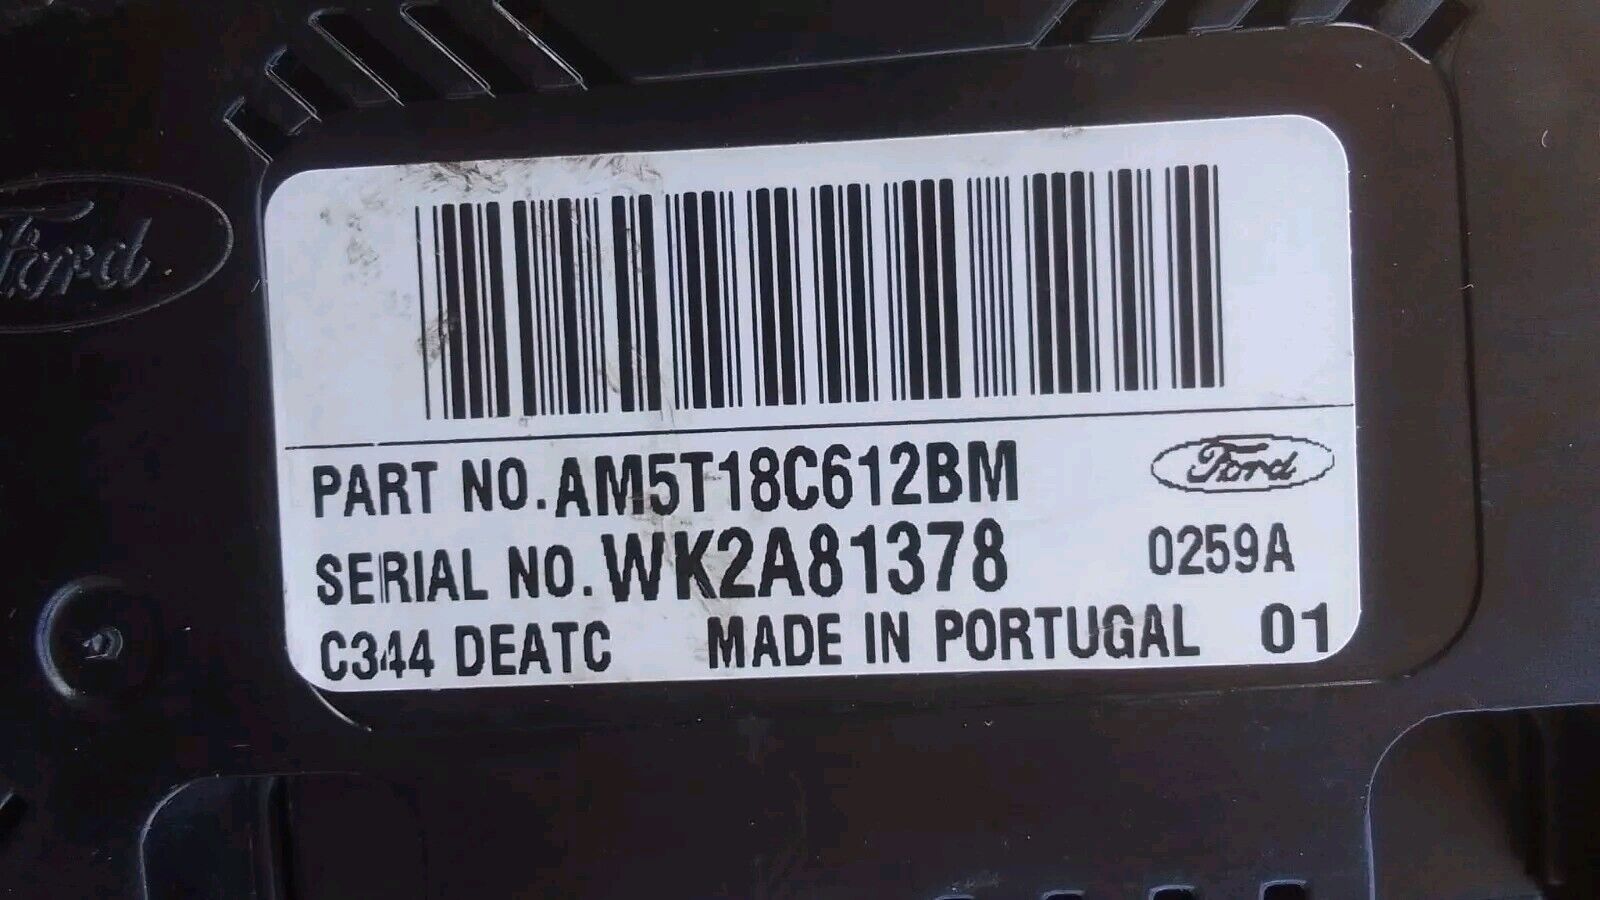 Ford
PART NO. AM5T18C612BM Ford
SERIAL NO. WK2A81378 0259A
C344 DEATC MADE IN PORTUGAL 01